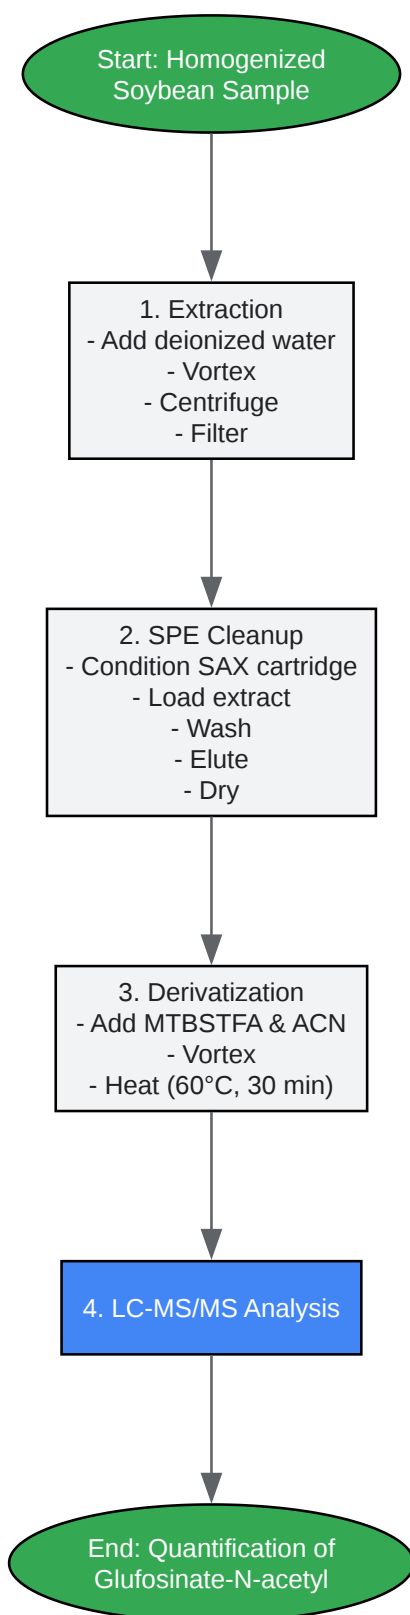 Start: Homogenized
Soybean Sample
1. Extraction
- Add deionized water
- Vortex
- Centrifuge
- Filter
2. SPE Cleanup
- Condition SAX cartridge
- Load extract
- Wash
- Elute
- Dry
3. Derivatization
- Add MTBSTFA & ACN
- Vortex
- Heat (60°C, 30 min)
4. LC-MS/MS Analysis
End: Quantification of
Glufosinate-N-acetyl